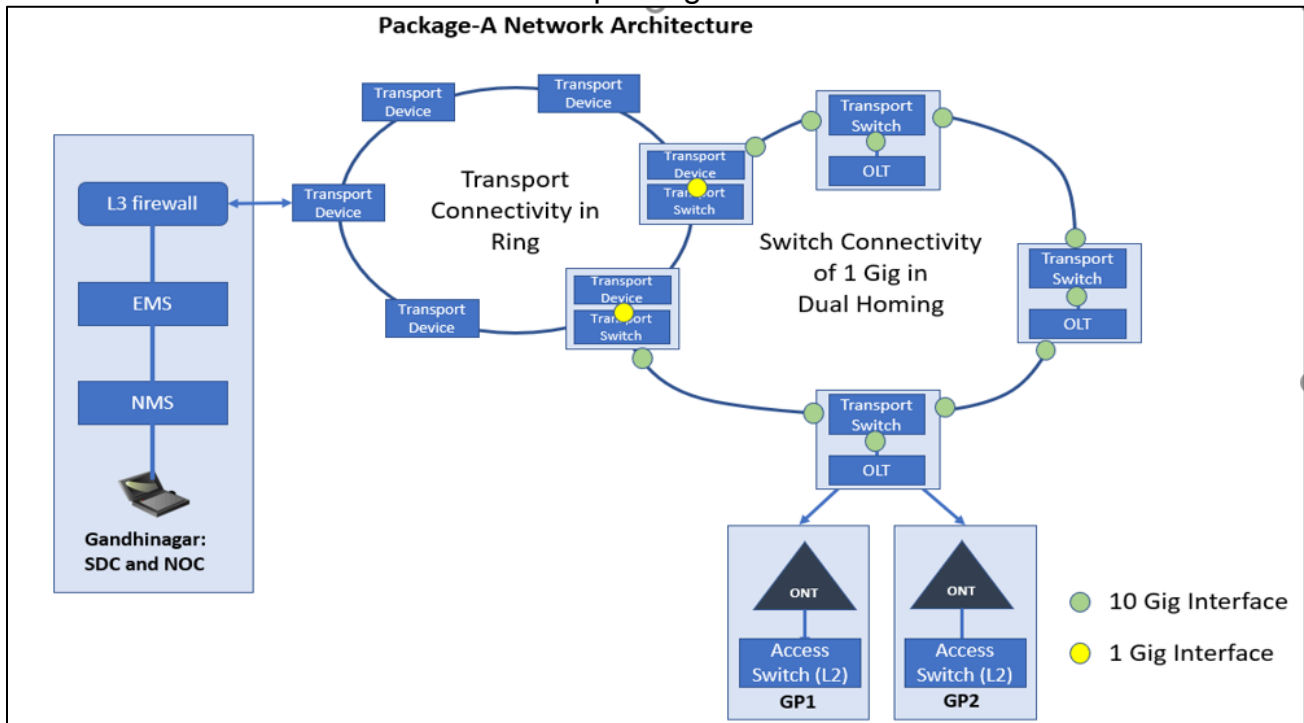 Package-A Network Architecture
Transport
Device
Transport
Device
Transport
Switch
OLT
Transport
Device
Transport
Switch
L3 firewall
Transport
Device
Transport
Connectivity in
Ring
Switch Connectivity
of 1 Gig in
Dual Homing
Transport
Switch
OLT
EMS
Transport
Device
Transport
Device
Transport
Switch
NMS
Transport
Switch
OLT
Gandhinagar:
SDC and NOC
ONT
Access
Switch (L2)
GP1
ONT
Access
Switch (L2)
GP2
10 Gig Interface
1 Gig Interface